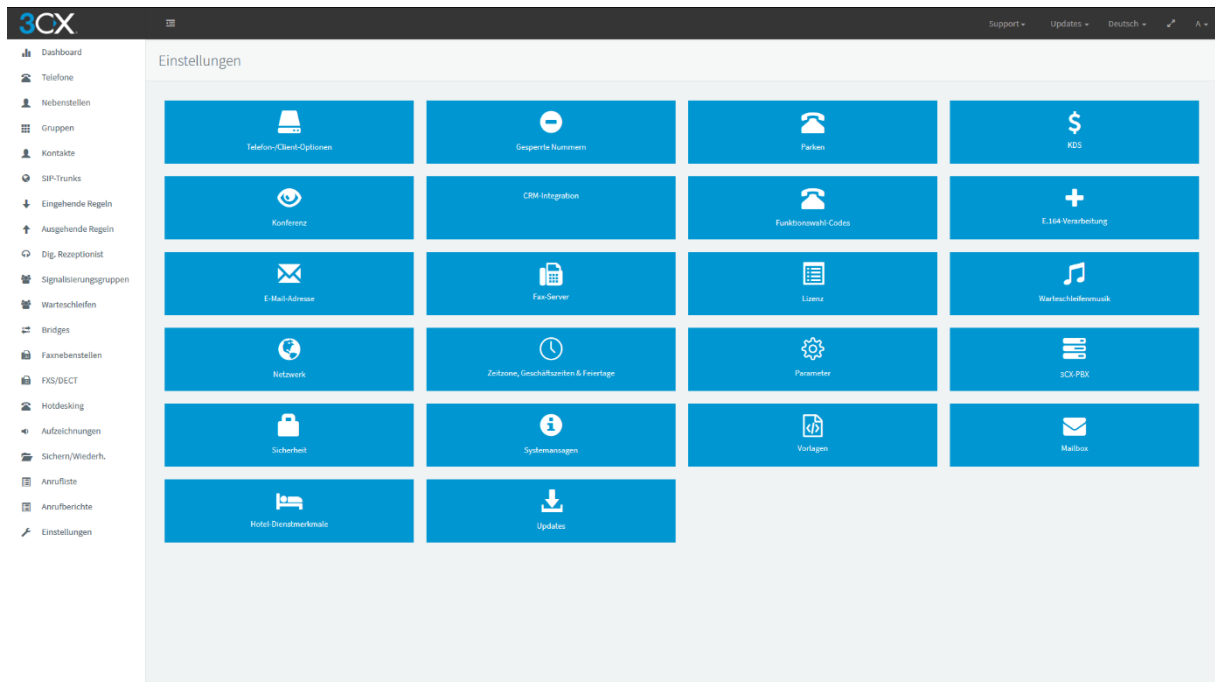 3CX
Support
Updates
Deutsch
A
Dashboard
Telefone
Nebenstellen
Gruppen
Kontakte
SIP-Trunks
Eingehende Regeln
Ausgehende Regeln
Dig. Rezeptionist
Signalisierungsgruppen
Warteschleifen
Bridges
Faxnebenstellen
FXS/DECT
Hotdesking
Aufzeichnungen
Sichern/Wiederh.
Anrufliste
Anrufberichte
Einstellungen
Einstellungen
Telefon-/Client-Optionen
Gesperrte Nummern
Parken
KDS
Konferenz
CRM-Integration
Funktionswahl-Codes
E.164-Verarbeitung
E-Mail-Adresse
Fax-Server
Lizenz
Warteschleifenmusik
Netzwerk
Zeitzone, Geschäftszeiten & Feiertage
Parameter
3CX-PBX
Sicherheit
Systemansagen
Vorlagen
Mailbox
Hotel-Dienstmerkmale
Updates